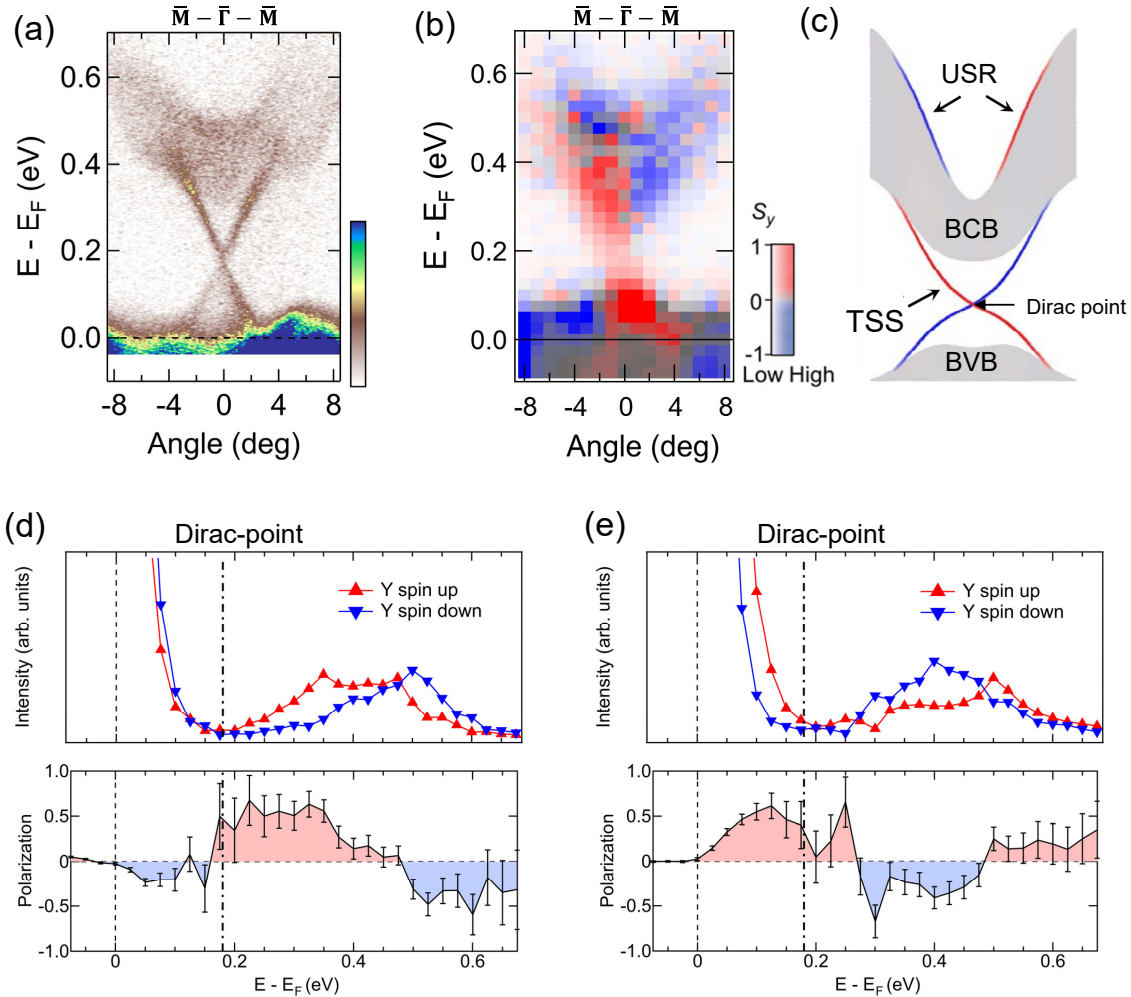 (a)
M̄ − Γ̄ − M̄
E - E_F (eV)
0.6
0.4
0.2
0.0
-8 -4 0 4 8
Angle (deg)
(b)
M̄ − Γ̄ − M̄
E - E_F (eV)
0.6
0.4
0.2
0.0
-8 -4 0 4 8
Angle (deg)
S_y
1
0
-1
Low High
(c)
USR
BCB
TSS
Dirac point
BVB
(d)
Dirac-point
Intensity (arb. units)
Y spin up
Y spin down
Polarization
1.0
0.5
0
-0.5
-1.0
0 0.2 0.4 0.6
E - E_F (eV)
(e)
Dirac-point
Intensity (arb. units)
Y spin up
Y spin down
Polarization
1.0
0.5
0
-0.5
-1.0
0 0.2 0.4 0.6
E - E_F (eV)